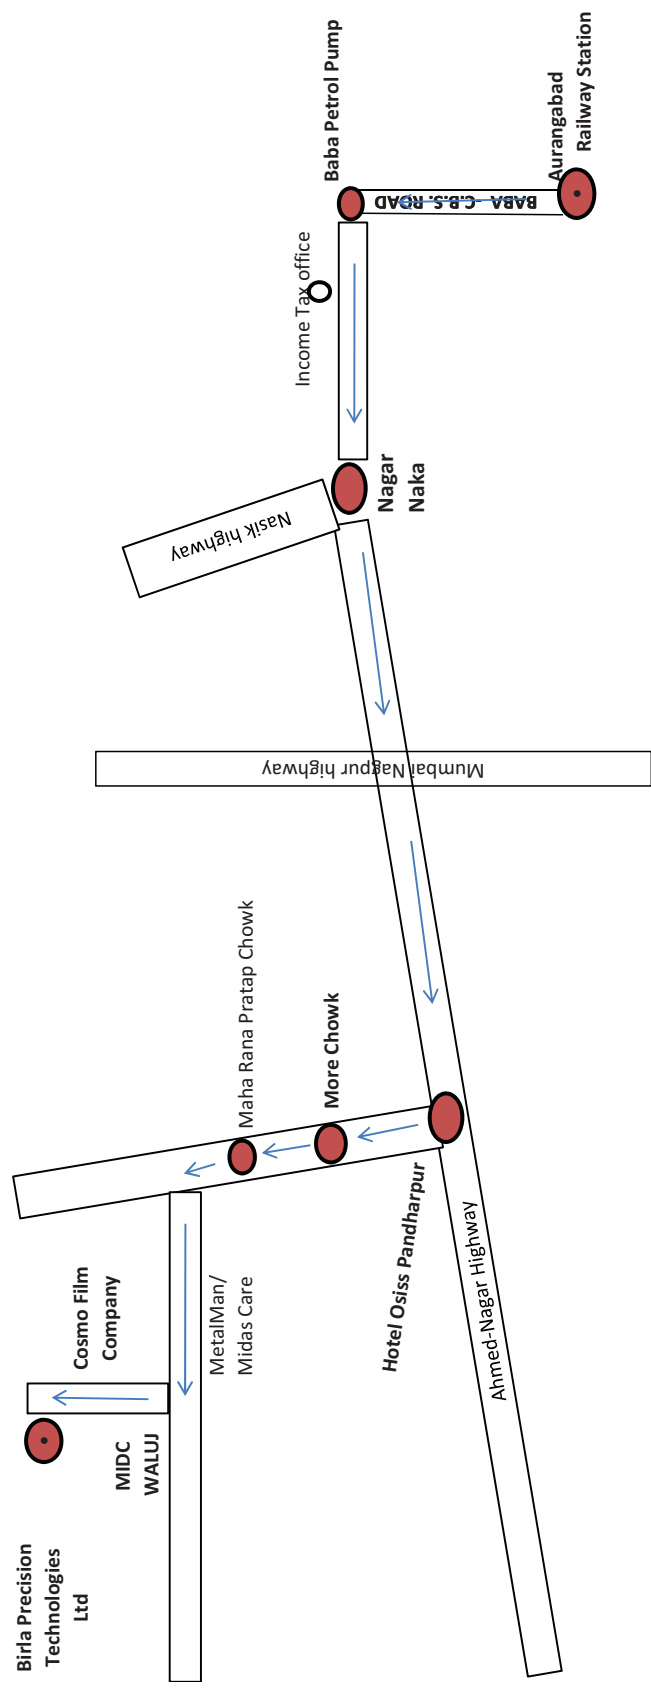 Baba Petrol Pump
Aurangabad
Railway Station
BABA -C.B.S. ROAD
Income Tax office
Nagar
Naka
Nasik highway
Mumbai Nagpur highway
Maha Rana Pratap Chowk
More Chowk
Hotel Osiss Pandharpur
Ahmed-Nagar Highway
MetalMan/
Midas Care
Cosmo Film
Company
MIDC
WALUJ
Birla Precision
Technologies
Ltd